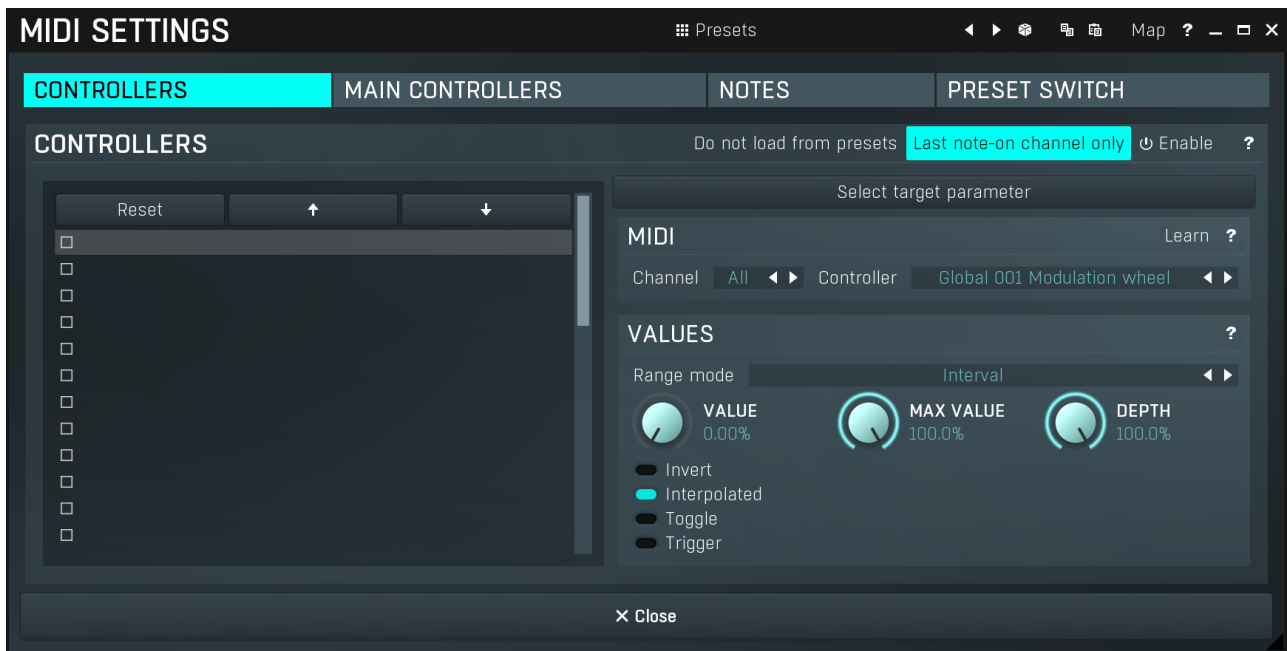 MIDI SETTINGS Presets Map ?
CONTROLLERS MAIN CONTROLLERS NOTES PRESET SWITCH
CONTROLLERS Do not load from presets Last note-on channel only Enable ?
Select target parameter
Reset
MIDI Learn ?
Channel All Controller Global 001 Modulation wheel
VALUES ?
Range mode Interval
VALUE MAX VALUE DEPTH
0.00% 100.0% 100.0%
Invert
Interpolated
Toggle
Trigger
Close